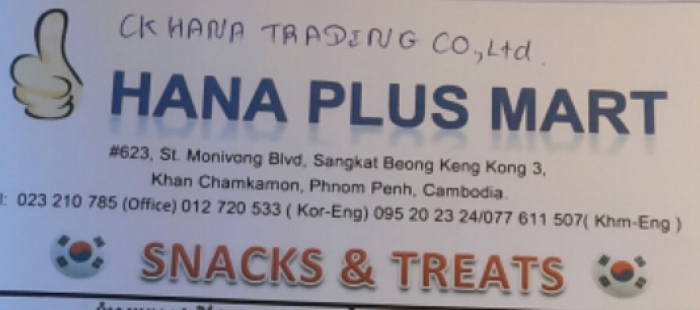 CK HANA TRADING CO.,Ltd.
HANA PLUS MART
#623, St. Monivong Blvd, Sangkat Beong Keng Kong 3,
Khan Chamkamon, Phnom Penh, Cambodia.
: 023 210 785 (Office) 012 720 533 ( Kor-Eng) 095 20 23 24/077 611 507( Khm-Eng )
SNACKS & TREATS